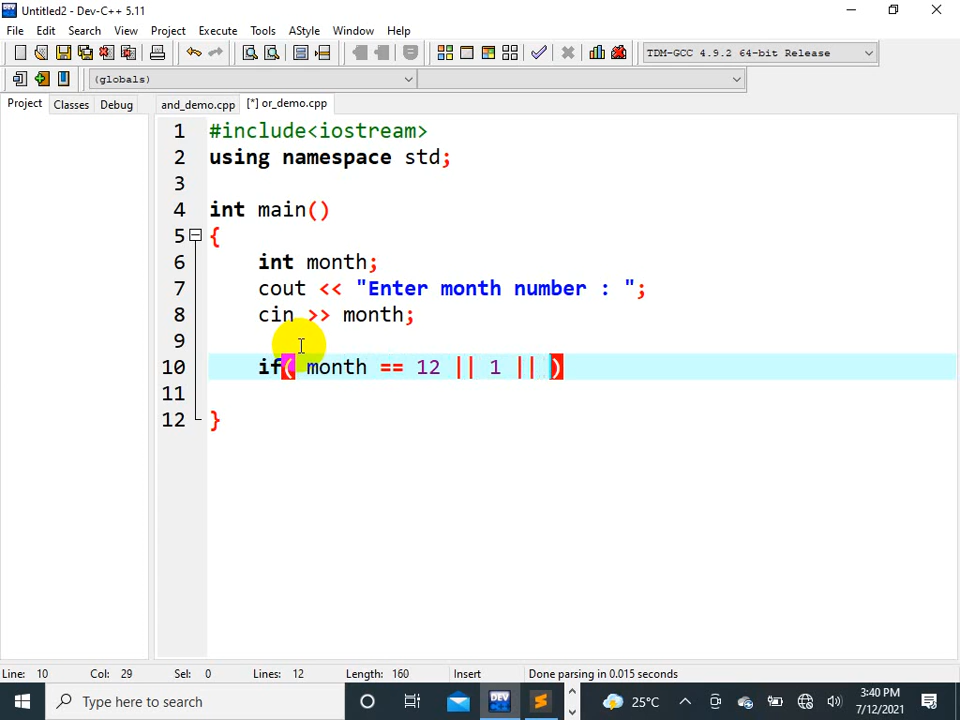 Untitled2 - Dev-C++ 5.11
File Edit Search View Project Execute Tools AStyle Window Help
TDM-GCC 4.9.2 64-bit Release
(globals)
Project Classes Debug and_demo.cpp [*] or_demo.cpp
1 #include<iostream>
2 using namespace std;
3
4 int main()
5 {
6 int month;
7 cout << "Enter month number : ";
8 cin >> month;
9
10 if( month == 12 || 1 || )
11
12 }
Line: 10 Col: 29 Sel: 0 Lines: 12 Length: 160 Insert Done parsing in 0.015 seconds
Type here to search DEV 25°C 3:40 PM
7/12/2021